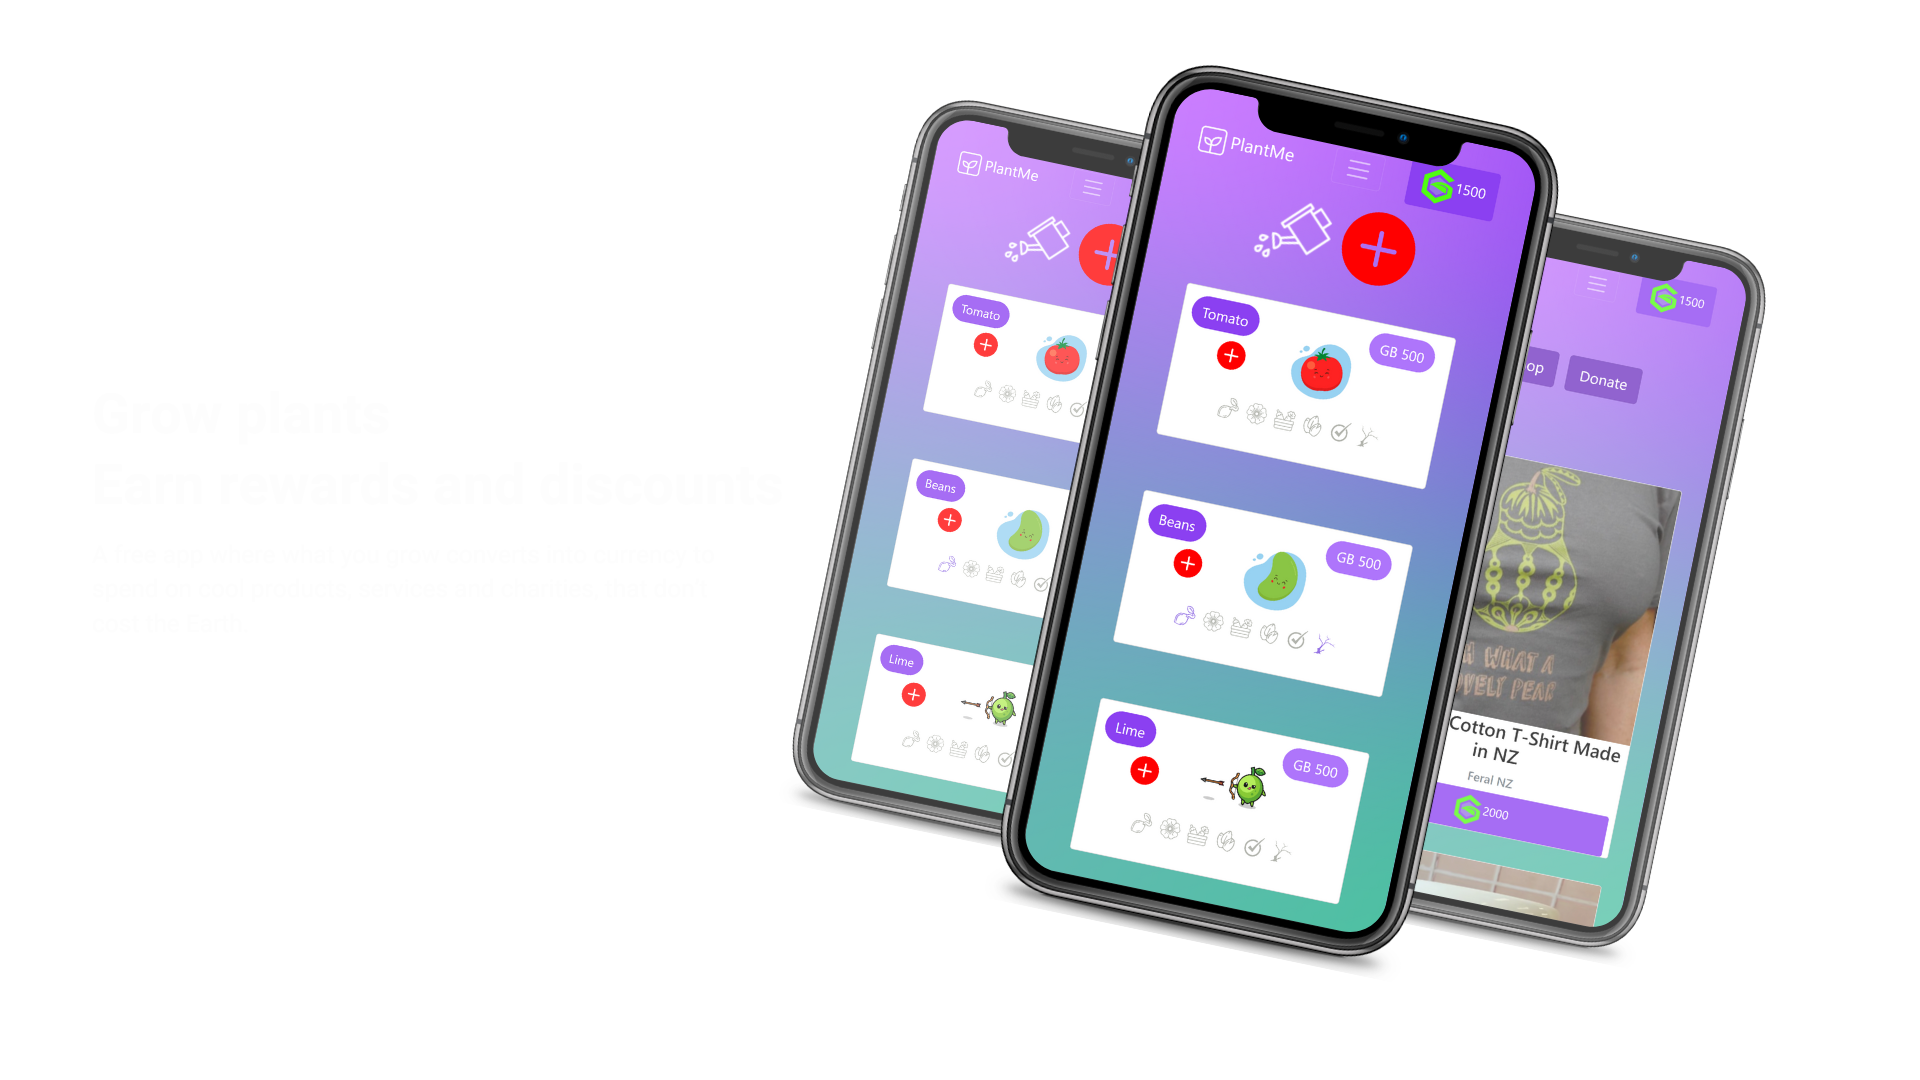 Grow plants
Earn rewards and discounts
A free app where what you grow converts into currency to
spend on cool products, services and charities, that don't
cost the Earth.
PlantMe
Tomato
Beans
Lime
PlantMe
1500
Tomato
GB 500
Beans
GB 500
Lime
GB 500
1500
op
Donate
WHAT A
Cotton T-Shirt Made
in NZ
Feral NZ
2000